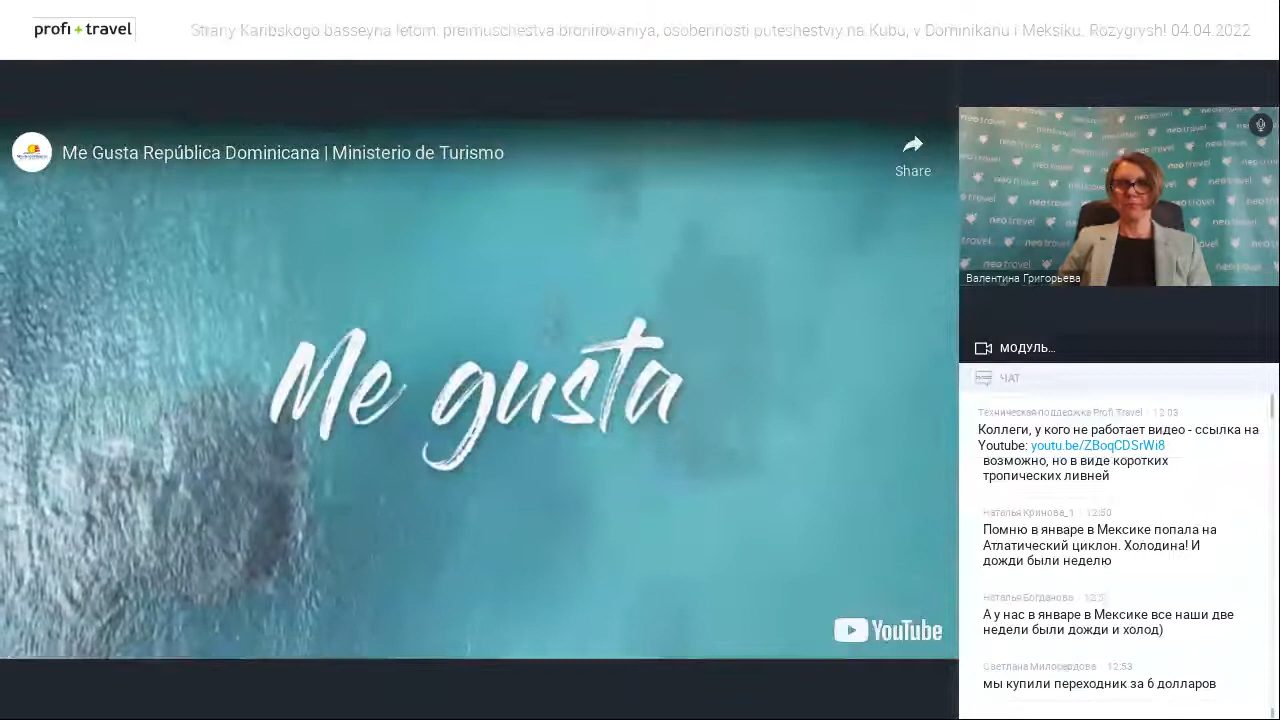 profi + travel
Strany Karibskogo basseyna letom: preimuschestva bronirovaniya, osobennosti puteshestviy na Kubu, v Dominikanu i Meksiku. Rozygrysh! 04.04.2022
Me Gusta República Dominicana | Ministerio de Turismo
Share
Me gusta
YouTube
neo travel
Валентина Григорьева
МОДУЛЬ...
ЧАТ
Техническая поддержка Profi.Travel · 12:03
Коллеги, у кого не работает видео - ссылка на
Youtube: youtu.be/ZBoqCDSrWi8
возможно, но в виде коротких
тропических ливней
Наталья Кринова_1 · 12:50
Помню в январе в Мексике попала на
Атлатический циклон. Холодина! И
дожди были неделю
Наталья Богданова
А у нас в январе в Мексике все наши две
недели были дожди и холод)
Светлана Милосердова · 12:53
мы купили переходник за 6 долларов